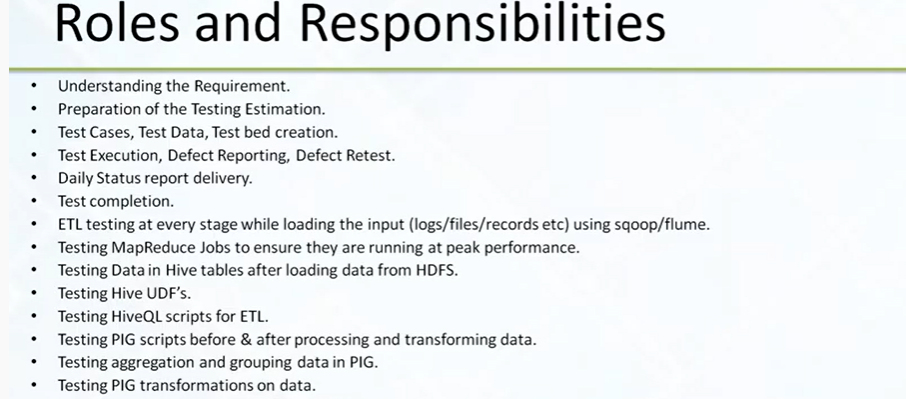 Roles and Responsibilities
• Understanding the Requirement.
• Preparation of the Testing Estimation.
• Test Cases, Test Data, Test bed creation.
• Test Execution, Defect Reporting, Defect Retest.
• Daily Status report delivery.
• Test completion.
• ETL testing at every stage while loading the input (logs/files/records etc) using sqoop/flume.
• Testing MapReduce Jobs to ensure they are running at peak performance.
• Testing Data in Hive tables after loading data from HDFS.
• Testing Hive UDF's.
• Testing HiveQL scripts for ETL.
• Testing PIG scripts before & after processing and transforming data.
• Testing aggregation and grouping data in PIG.
• Testing PIG transformations on data.